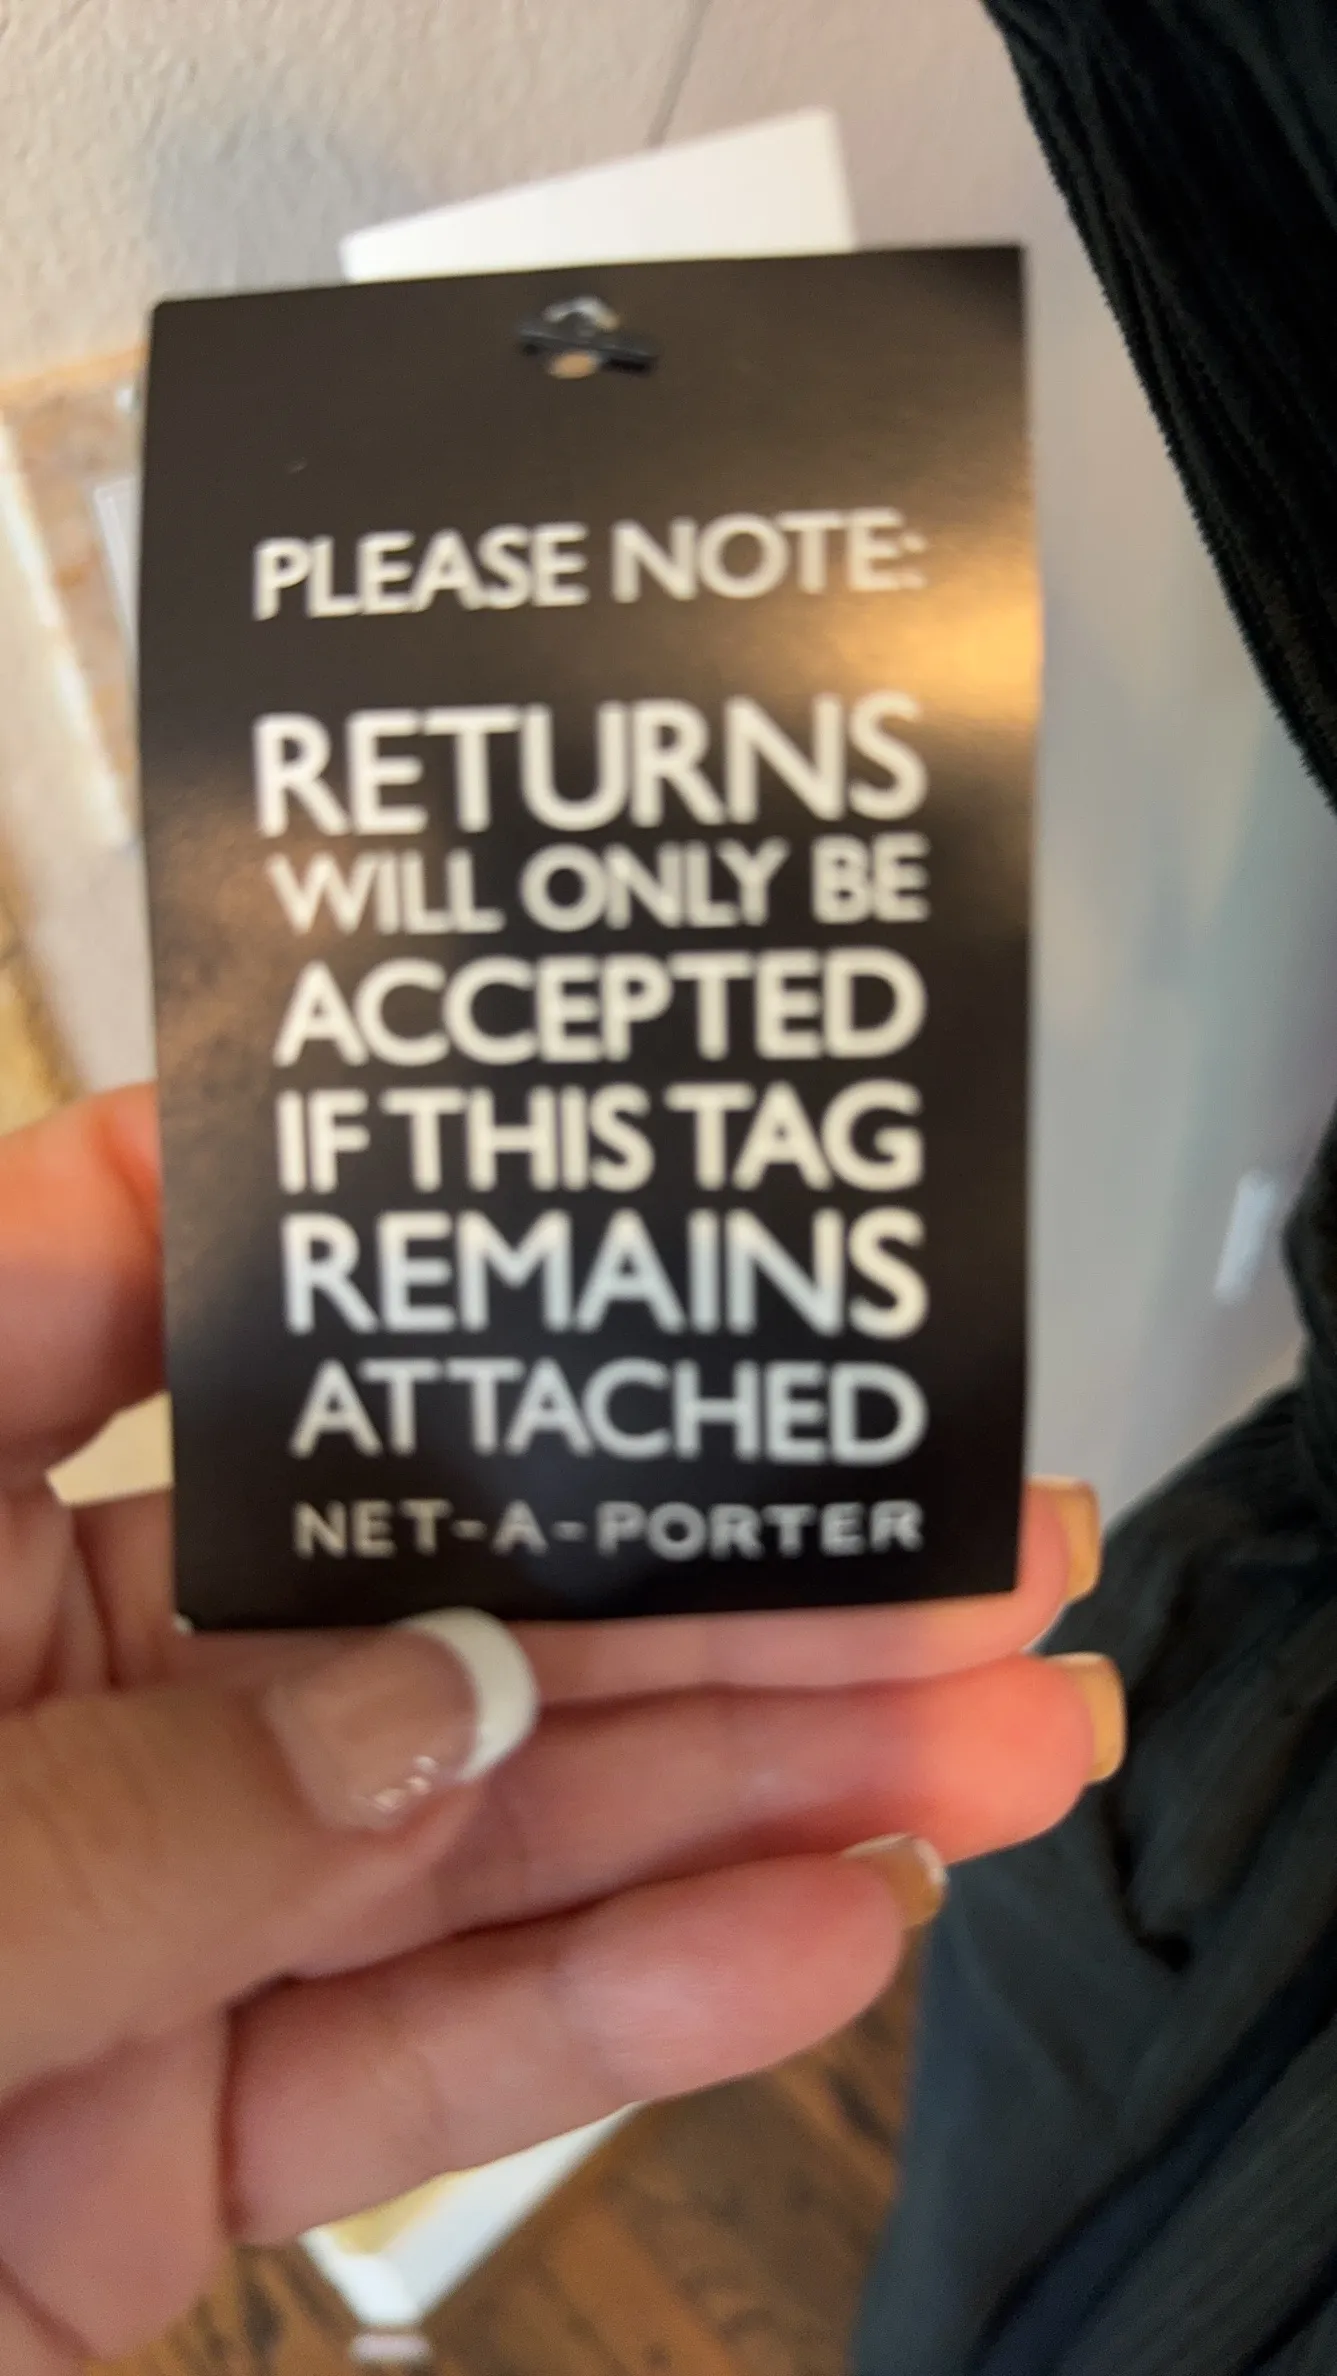 PLEASE NOTE:
RETURNS
WILL ONLY BE
ACCEPTED
IF THIS TAG
REMAINS
ATTACHED
NET-A-PORTER